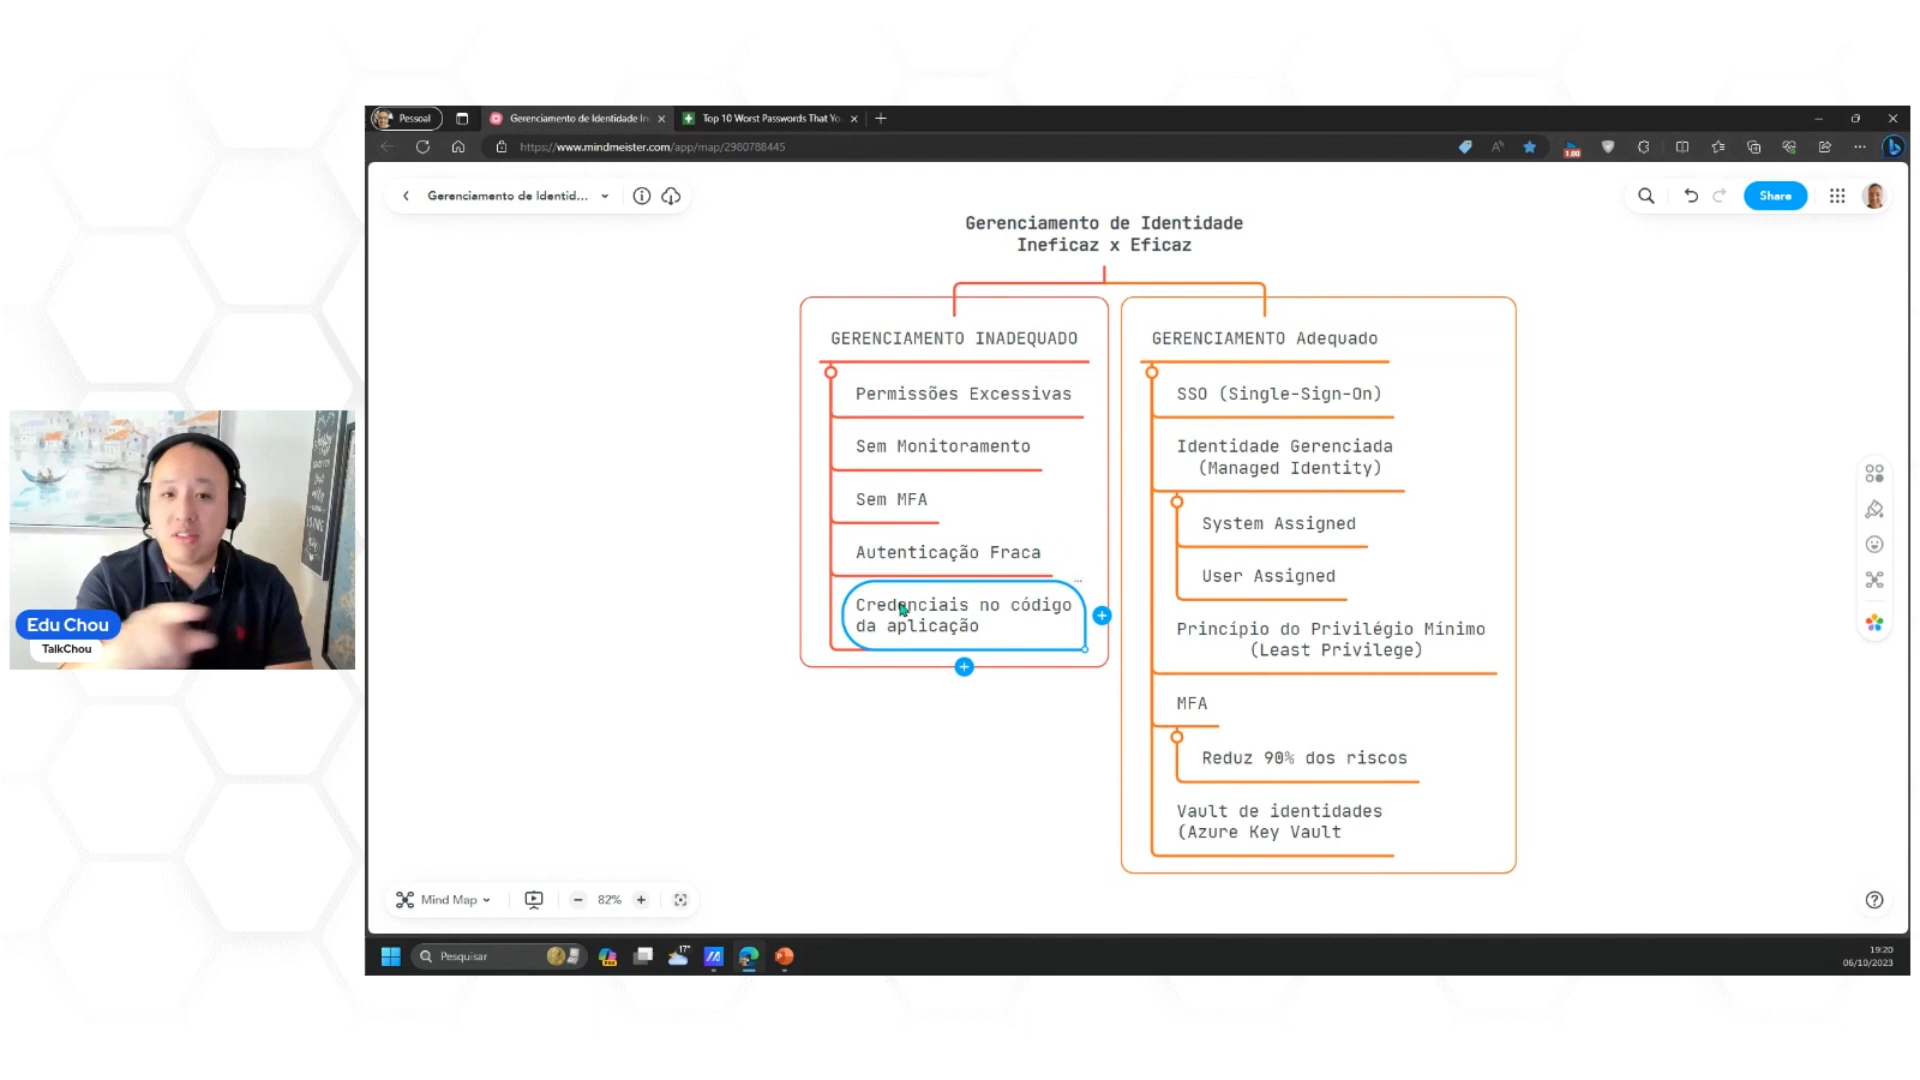 Pessoal
Gerenciamento de Identidade In
Top 10 Worst Passwords That Yo
https://www.mindmeister.com/app/map/2980788445
1.00
Gerenciamento de Identid...
Share
Gerenciamento de Identidade
Ineficaz x Eficaz
GERENCIAMENTO INADEQUADO
Permissões Excessivas
Sem Monitoramento
Sem MFA
Autenticação Fraca
Credenciais no código
da aplicação
GERENCIAMENTO Adequado
SSO (Single-Sign-On)
Identidade Gerenciada
(Managed Identity)
System Assigned
User Assigned
Princípio do Privilégio Mínimo
(Least Privilege)
MFA
Reduz 90% dos riscos
Vault de identidades
(Azure Key Vault
Edu Chou
TalkChou
Mind Map
82%
Pesquisar
17°
19:20
06/10/2023